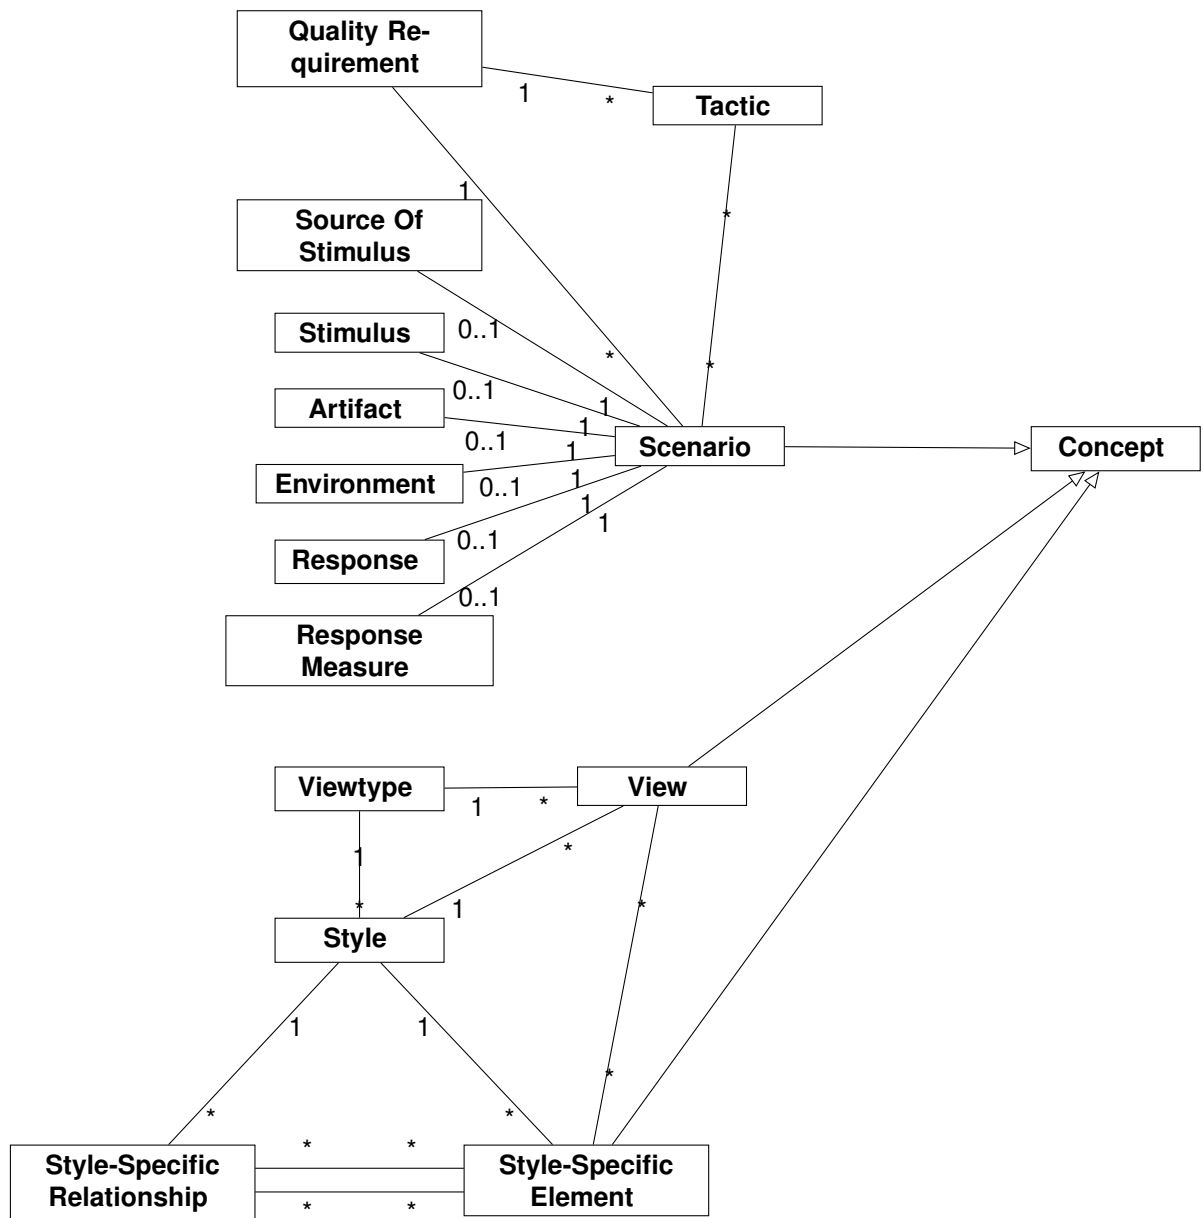 Quality Re-
quirement
1
*
Tactic
1
*
Source Of
Stimulus
Stimulus
0..1
*
*
Artifact
0..1
1
0..1
1
Scenario
Concept
1
Environment
0..1
1
1
1
Response
0..1
0..1
Response
Measure
Viewtype
1
*
View
1
*
*
1
*
Style
1
1
*
*
*
*
*
Style-Specific
Relationship
Style-Specific
Element
*
*